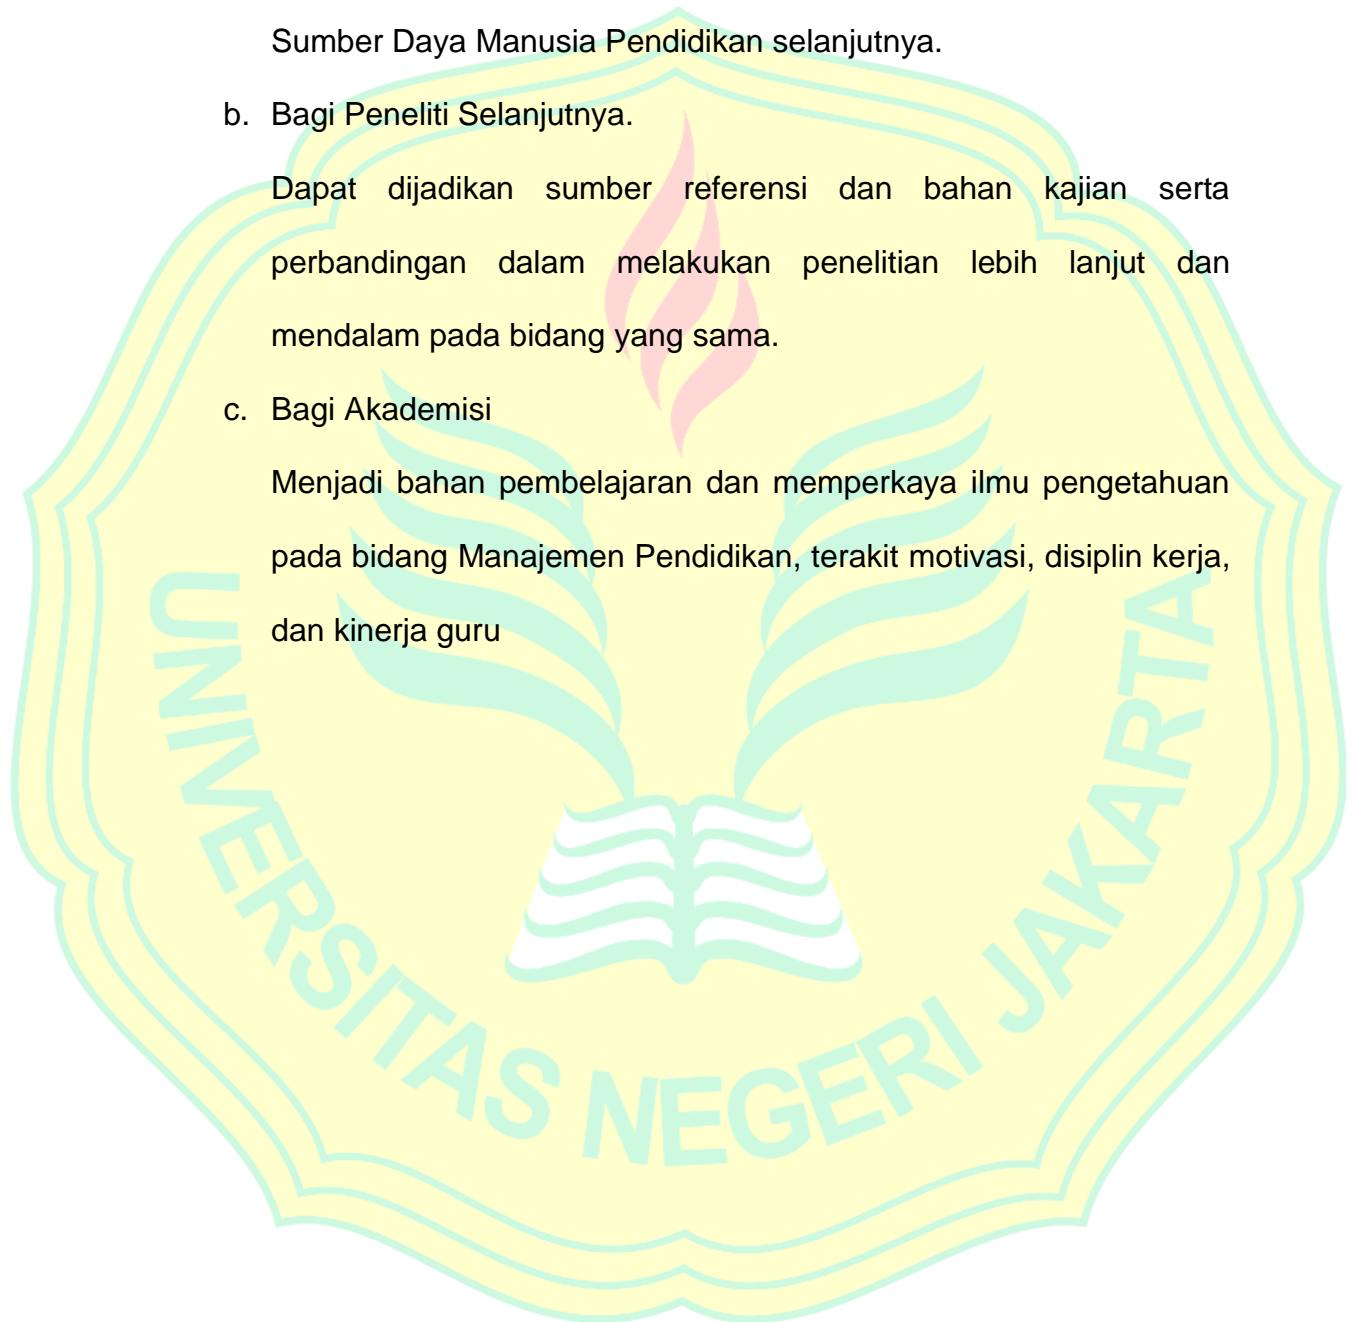 Sumber Daya Manusia Pendidikan selanjutnya.
b. Bagi Peneliti Selanjutnya.
Dapat dijadikan sumber referensi dan bahan kajian serta
perbandingan dalam melakukan penelitian lebih lanjut dan
mendalam pada bidang yang sama.
c. Bagi Akademisi
Menjadi bahan pembelajaran dan memperkaya ilmu pengetahuan
pada bidang Manajemen Pendidikan, terakit motivasi, disiplin kerja,
dan kinerja guru
UNIVERSITAS NEGERI JAKARTA